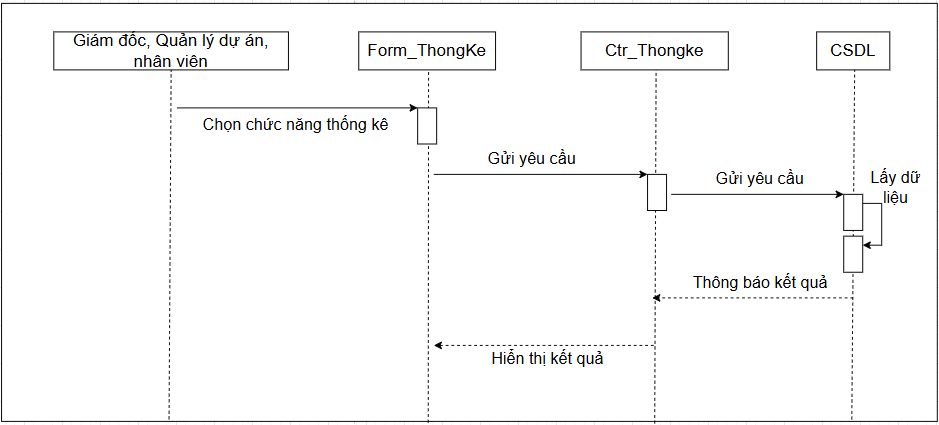 Giám đốc, Quản lý dự án,
nhân viên
Form_ThongKe
Ctr_Thongke
CSDL
Chọn chức năng thống kê
Gửi yêu cầu
Gửi yêu cầu
Lấy dữ
liệu
Thông báo kết quả
Hiển thị kết quả